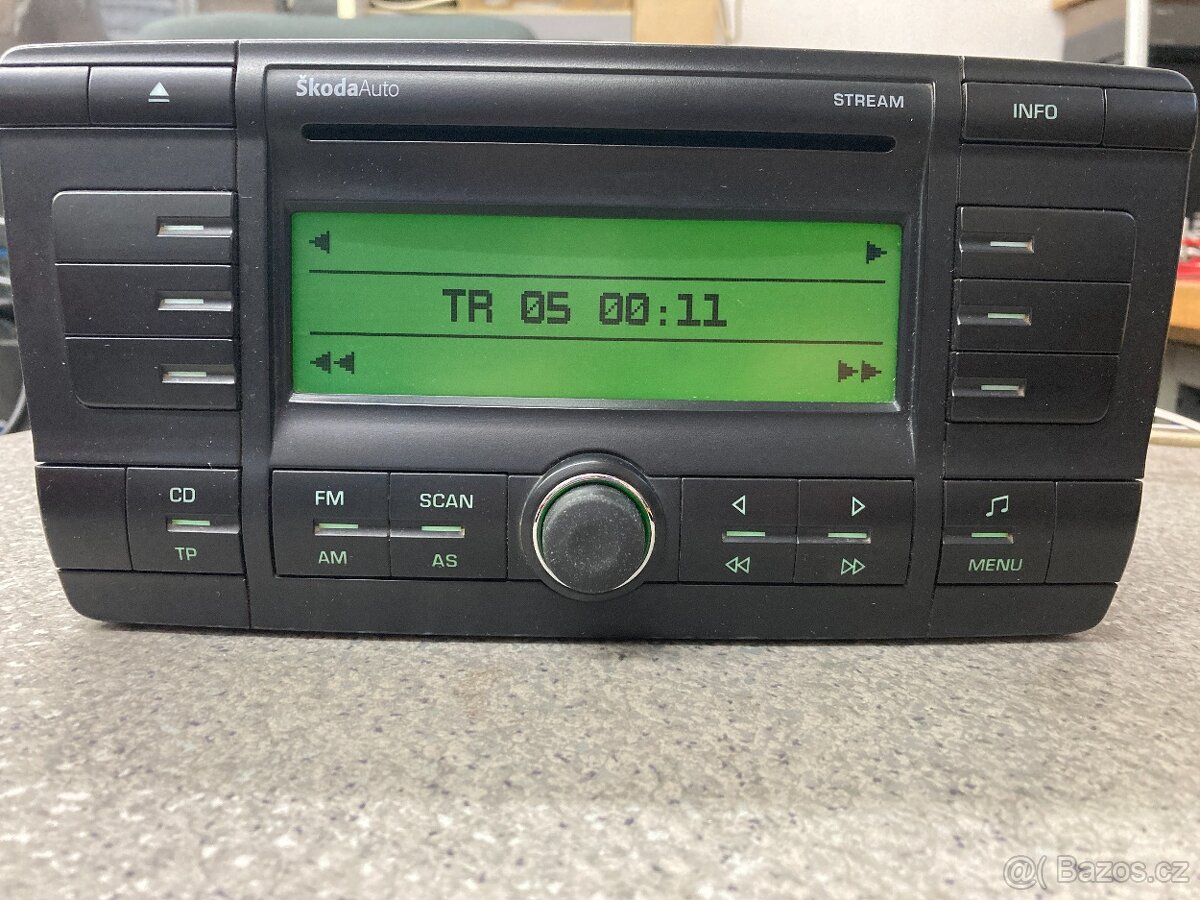 ŠkodaAuto
STREAM
INFO
TR 05 00:11
CD
TP
FM
AM
SCAN
AS
MENU
@( Bazos.cz